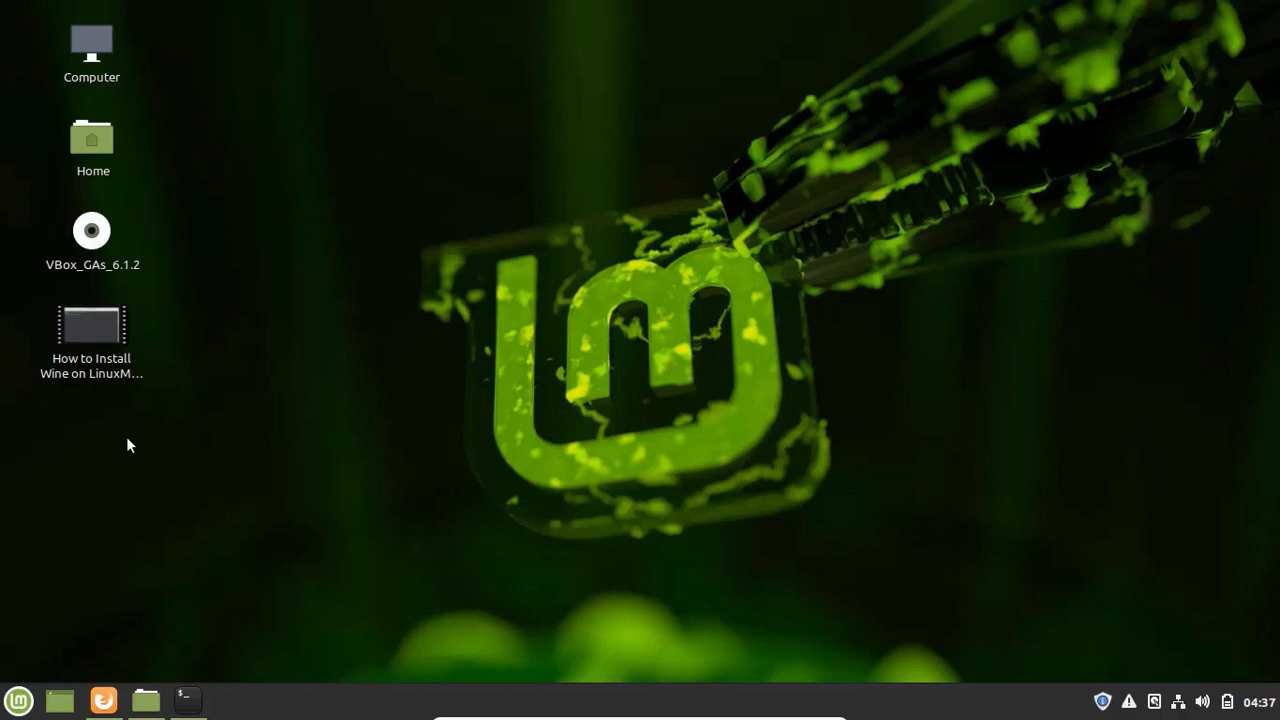 Computer
Home
VBox_GAs_6.1.2
How to Install
Wine on LinuxM...
$_
04:37